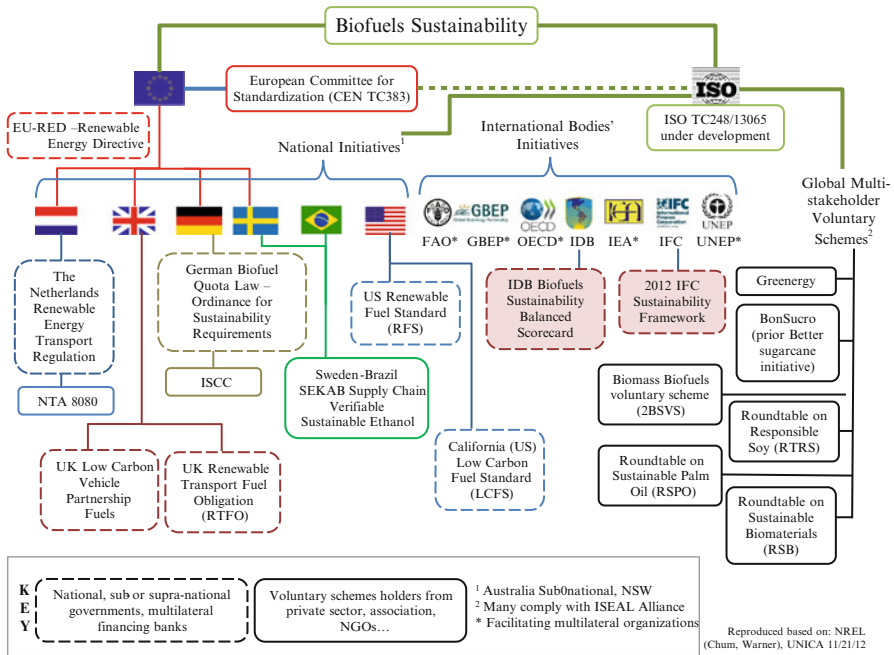 Biofuels Sustainability
European Committee for
Standardization (CEN TC383)
ISO
EU-RED –Renewable
Energy Directive
ISO TC248/13065
under development
National Initiatives1
International Bodies'
Initiatives
Global Multi-
stakeholder
Voluntary
Schemes2
GBEP
OECD
IFC
International
Finance
Corporation
UNEP
FAO*
GBEP*
OECD*
IDB
IEA*
IFC
UNEP*
The
Netherlands
Renewable
Energy
Transport
Regulation
NTA 8080
German Biofuel
Quota Law –
Ordinance for
Sustainability
Requirements
ISCC
US Renewable
Fuel Standard
(RFS)
IDB Biofuels
Sustainability
Balanced
Scorecard
2012 IFC
Sustainability
Framework
Sweden-Brazil
SEKAB Supply Chain
Verifiable
Sustainable Ethanol
UK Low Carbon
Vehicle
Partnership
Fuels
UK Renewable
Transport Fuel
Obligation
(RTFO)
California (US)
Low Carbon
Fuel Standard
(LCFS)
Greenergy
BonSucro
(prior Better
sugarcane
initiative)
Biomass Biofuels
voluntary scheme
(2BSVS)
Roundtable on
Responsible
Soy (RTRS)
Roundtable on
Sustainable Palm
Oil (RSPO)
Roundtable on
Sustainable
Biomaterials
(RSB)
K
E
Y
National, sub or supra-national
governments, multilateral
financing banks
Voluntary schemes holders from
private sector, association,
NGOs…
1 Australia Sub0national, NSW
2 Many comply with ISEAL Alliance
* Facilitating multilateral organizations
Reproduced based on: NREL
(Chum, Warner), UNICA 11/21/12